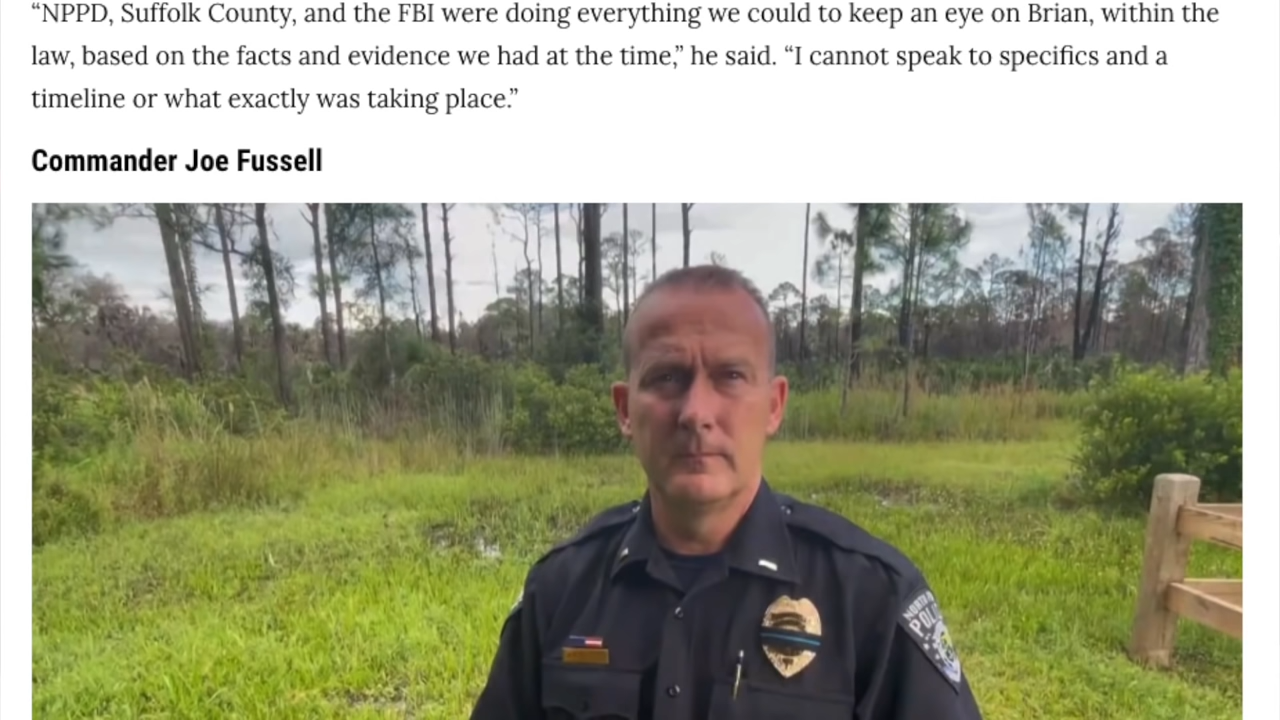 “NPPD, Suffolk County, and the FBI were doing everything we could to keep an eye on Brian, within the
law, based on the facts and evidence we had at the time,” he said. “I cannot speak to specifics and a
timeline or what exactly was taking place.”
Commander Joe Fussell
NORTH
POLICE